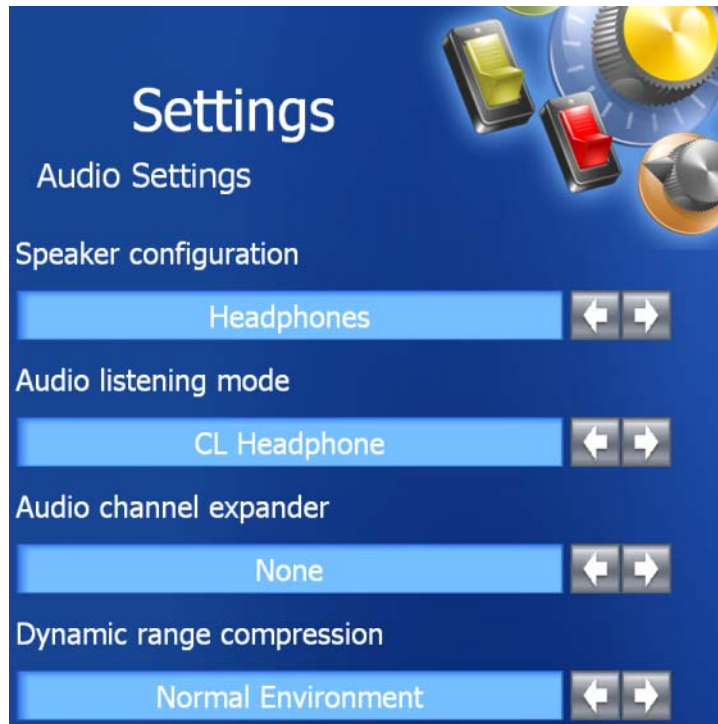 Settings
Audio Settings
Speaker configuration
Headphones
Audio listening mode
CL Headphone
Audio channel expander
None
Dynamic range compression
Normal Environment